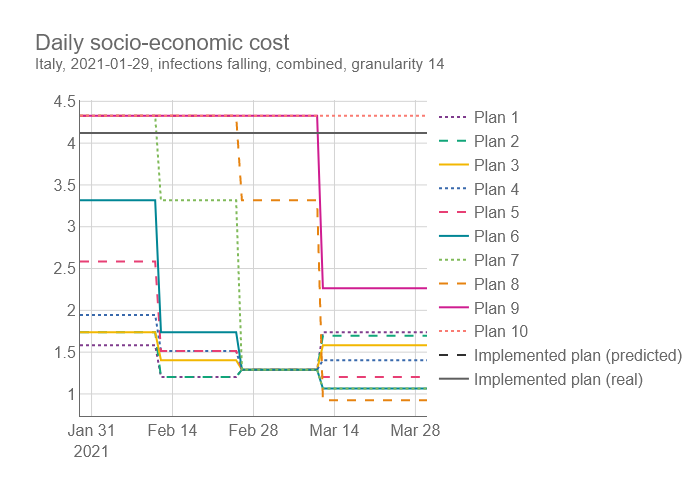 Daily socio-economic cost
Italy, 2021-01-29, infections falling, combined, granularity 14
4.5
4
3.5
3
2.5
2
1.5
1
Jan 31
2021
Feb 14
Feb 28
Mar 14
Mar 28
Plan 1
Plan 2
Plan 3
Plan 4
Plan 5
Plan 6
Plan 7
Plan 8
Plan 9
Plan 10
Implemented plan (predicted)
Implemented plan (real)